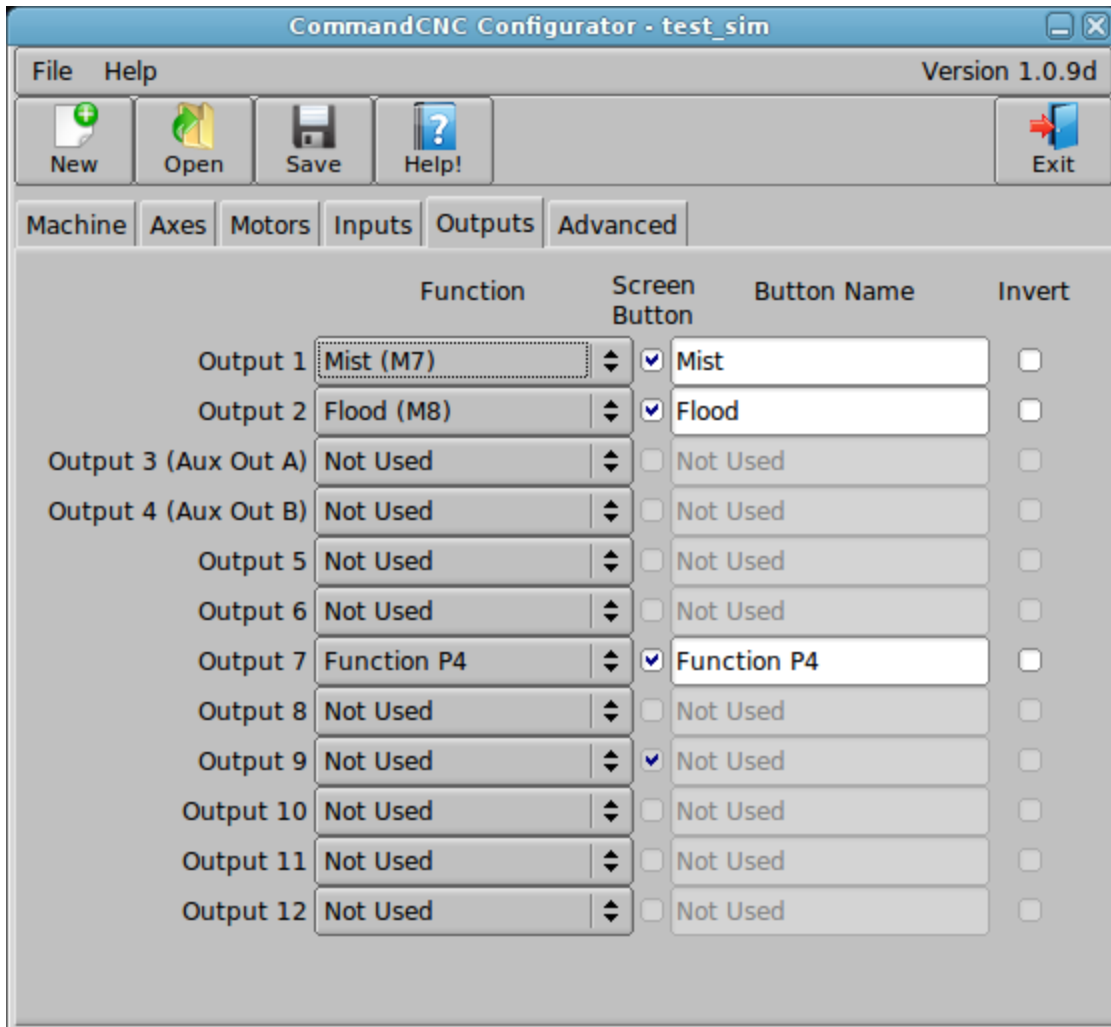 CommandCNC Configurator - test_sim
File Help Version 1.0.9d
New Open Save Help! Exit
Machine Axes Motors Inputs Outputs Advanced
Function Screen Button Button Name Invert
Output 1 Mist (M7) Mist
Output 2 Flood (M8) Flood
Output 3 (Aux Out A) Not Used Not Used
Output 4 (Aux Out B) Not Used Not Used
Output 5 Not Used Not Used
Output 6 Not Used Not Used
Output 7 Function P4 Function P4
Output 8 Not Used Not Used
Output 9 Not Used Not Used
Output 10 Not Used Not Used
Output 11 Not Used Not Used
Output 12 Not Used Not Used